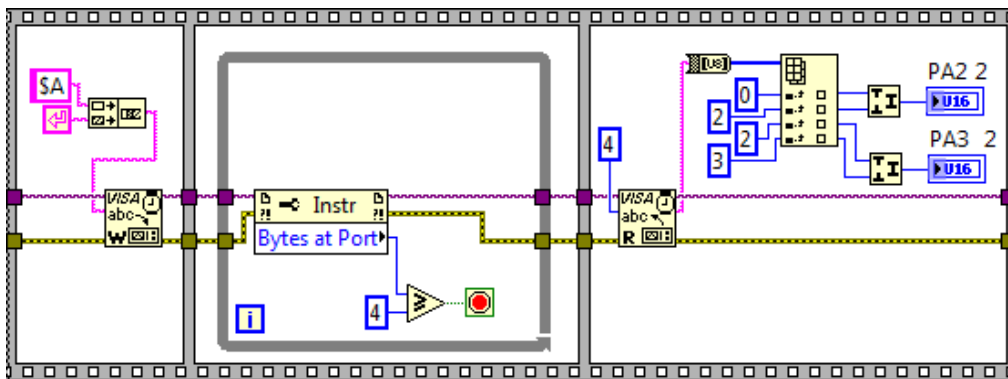 $A
VISA
abc
W
Instr
Bytes at Port
4
i
4
VISA
abc
R
[U8]
0
2
2
3
PA2 2
U16
PA3 2
U16